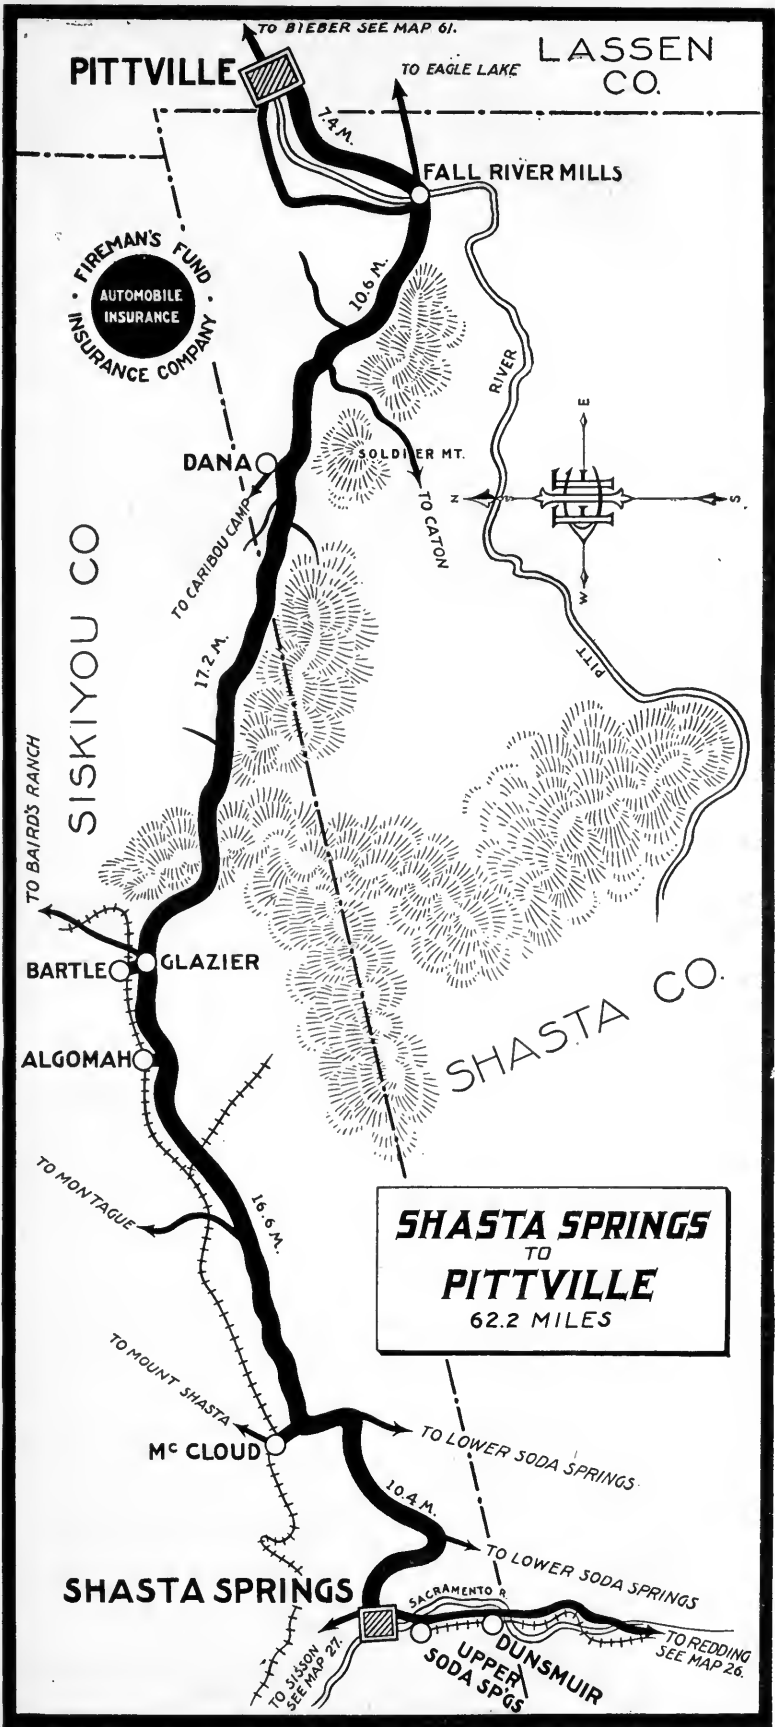 TO BIEBER SEE MAP 61.
PITTVILLE
LASSEN
CO.
TO EAGLE LAKE
7.4 M.
FALL RIVER MILLS
FIREMAN'S FUND
INSURANCE COMPANY
AUTOMOBILE
INSURANCE
10.6 M.
RIVER
E
DANA
SOLDIER MT.
N
S
TO CATON
TO CARIBOU CAMP
W
SISKIYOU CO
17.2 M.
PITT
TO BAIRD'S RANCH
BARTLE
GLAZIER
SHASTA CO.
ALGOMAH
TO MONTAGUE
16.6 M.
SHASTA SPRINGS
TO
PITTVILLE
62.2 MILES
TO MOUNT SHASTA
Mc CLOUD
TO LOWER SODA SPRINGS
10.4 M.
TO LOWER SODA SPRINGS
SHASTA SPRINGS
SACRAMENTO R.
TO SISSON
SEE MAP 27.
UPPER
SODA SP'GS
DUNSMUIR
TO REDDING
SEE MAP 26.